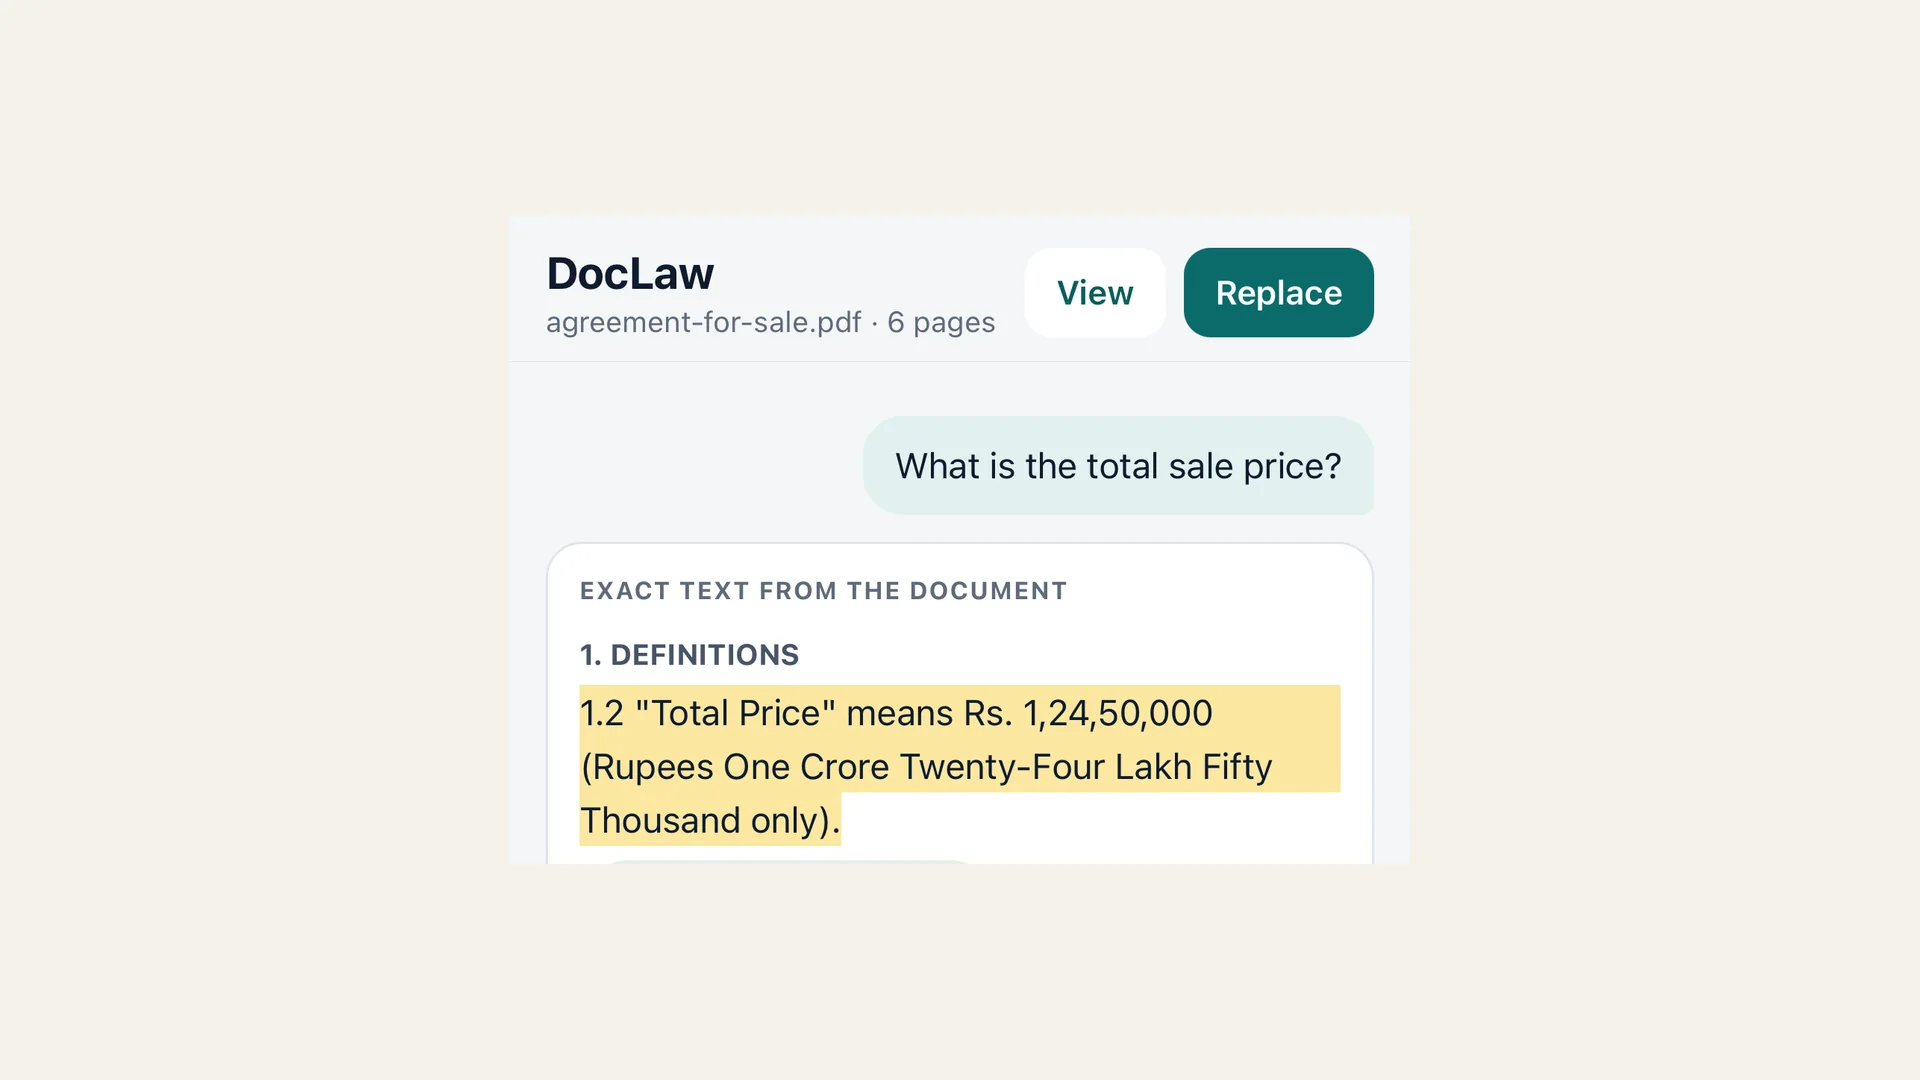 DocLaw
agreement-for-sale.pdf · 6 pages
View
Replace
What is the total sale price?
EXACT TEXT FROM THE DOCUMENT
1. DEFINITIONS
1.2 "Total Price" means Rs. 1,24,50,000
(Rupees One Crore Twenty-Four Lakh Fifty
Thousand only).